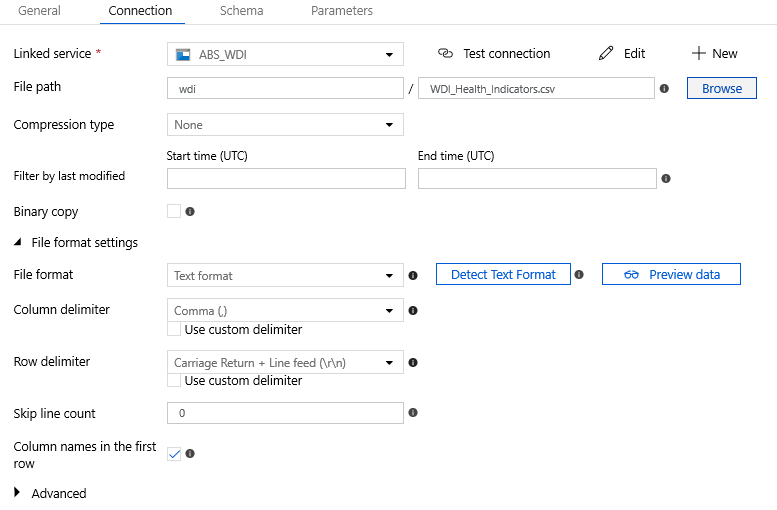 General Connection Schema Parameters
Linked service * ABS_WDI Test connection Edit New
File path wdi / WDI_Health_Indicators.csv Browse
Compression type None
Start time (UTC) End time (UTC)
Filter by last modified
Binary copy
File format settings
File format Text format Detect Text Format Preview data
Column delimiter Comma (,)
Use custom delimiter
Row delimiter Carriage Return + Line feed (\r\n)
Use custom delimiter
Skip line count 0
Column names in the first
row
Advanced